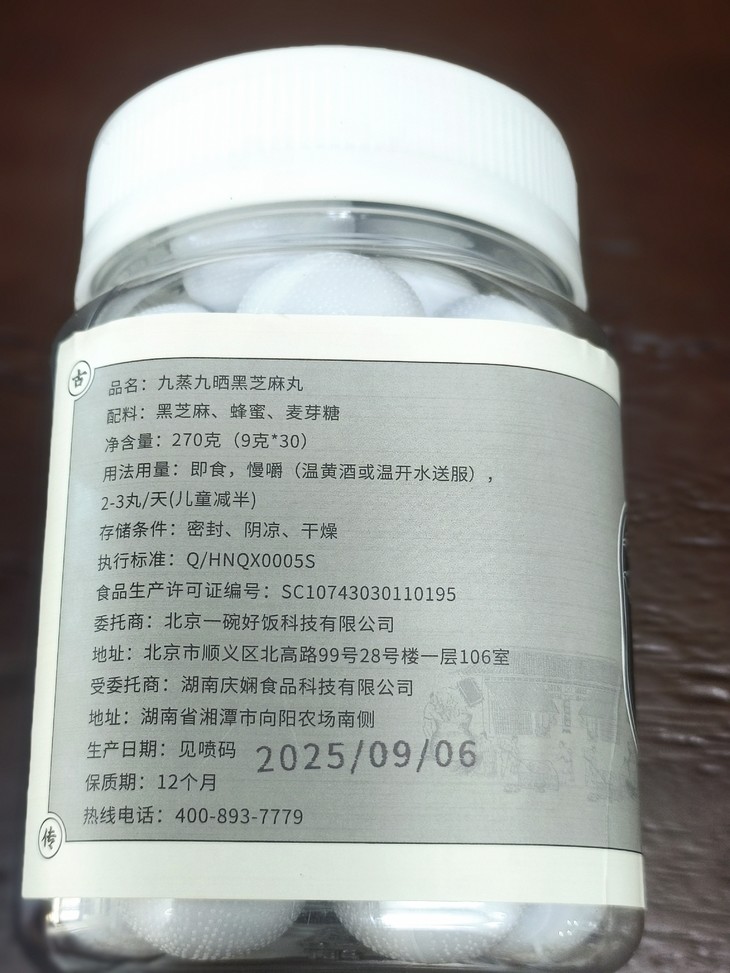 古
品名：九蒸九晒黑芝麻丸
配料：黑芝麻、蜂蜜、麦芽糖
净含量：270克（9克*30）
用法用量：即食，慢嚼（温黄酒或温开水送服），
2-3丸/天(儿童减半)
存储条件：密封、阴凉、干燥
执行标准：Q/HNQX0005S
食品生产许可证编号：SC10743030110195
委托商：北京一碗好饭科技有限公司
地址：北京市顺义区北高路99号28号楼一层106室
受委托商：湖南庆娴食品科技有限公司
地址：湖南省湘潭市向阳农场南侧
生产日期：见喷码 2025/09/06
保质期：12个月
热线电话：400-893-7779
传